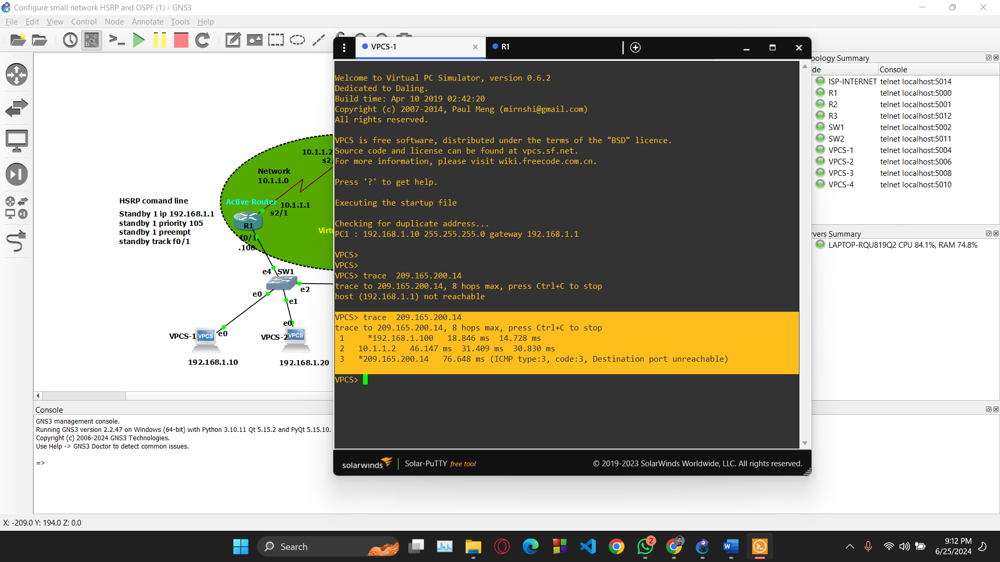 Configure small network HSRP and OSPF (1) - GNS3
File Edit View Control Node Annotate Tools Help
VPCS-1
R1
Welcome to Virtual PC Simulator, version 0.6.2
Dedicated to Daling.
Build time: Apr 10 2019 02:42:20
Copyright (c) 2007-2014, Paul Meng (mirnshi@gmail.com)
All rights reserved.
VPCS is free software, distributed under the terms of the "BSD" licence.
Source code and license can be found at vpcs.sf.net.
For more information, please visit wiki.freecode.com.cn.
Press '?' to get help.
Executing the startup file
Checking for duplicate address...
PC1 : 192.168.1.10 255.255.255.0 gateway 192.168.1.1
VPCS>
VPCS>
VPCS> trace  209.165.200.14
trace to 209.165.200.14, 8 hops max, press Ctrl+C to stop
host (192.168.1.1) not reachable
VPCS> trace  209.165.200.14
trace to 209.165.200.14, 8 hops max, press Ctrl+C to stop
 1     *192.168.1.100   18.846 ms  14.728 ms
 2   10.1.1.2   46.147 ms  31.409 ms  30.830 ms
 3   *209.165.200.14   76.648 ms (ICMP type:3, code:3, Destination port unreachable)
VPCS>
solarwinds
Solar-PuTTY free tool
© 2019-2023 SolarWinds Worldwide, LLC. All rights reserved.
10.1.1.2
s2/
Network
10.1.1.0
HSRP comand line
Standby 1 ip 192.168.1.1
standby 1 priority 105
standby 1 preempt
standby track f0/1
Active Router
10.1.1.1
s2/1
R1
Virtu
f0/1
.100
e4 SW1
e2
e0
e1
e0
VPCS-1
VPCS
e0
VPCS-2
VPCS
192.168.1.10
192.168.1.20
pology Summary
de Console
ISP-INTERNET telnet localhost:5014
R1 telnet localhost:5000
R2 telnet localhost:5001
R3 telnet localhost:5012
SW1 telnet localhost:5002
SW2 telnet localhost:5011
VPCS-1 telnet localhost:5004
VPCS-2 telnet localhost:5006
VPCS-3 telnet localhost:5008
VPCS-4 telnet localhost:5010
rvers Summary
LAPTOP-RQU819Q2 CPU 84.1%, RAM 74.8%
Console
GNS3 management console.
Running GNS3 version 2.2.47 on Windows (64-bit) with Python 3.10.11 Qt 5.15.2 and PyQt 5.15.10.
Copyright (c) 2006-2024 GNS3 Technologies.
Use Help -> GNS3 Doctor to detect common issues.
=>
X: -209.0 Y: 194.0 Z: 0.0
Search
2
9:12 PM
6/25/2024